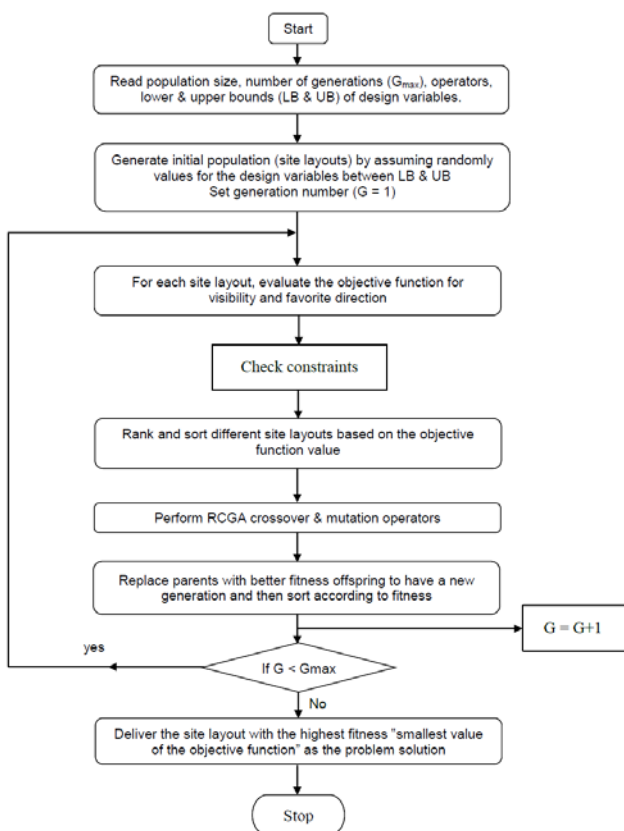 Start
Read population size, number of generations (Gmax), operators,
lower & upper bounds (LB & UB) of design variables.
Generate initial population (site layouts) by assuming randomly
values for the design variables between LB & UB
Set generation number (G = 1)
For each site layout, evaluate the objective function for
visibility and favorite direction
Check constraints
Rank and sort different site layouts based on the objective
function value
Perform RCGA crossover & mutation operators
Replace parents with better fitness offspring to have a new
generation and then sort according to fitness
G = G+1
yes
If G < Gmax
No
Deliver the site layout with the highest fitness "smallest value
of the objective function" as the problem solution
Stop